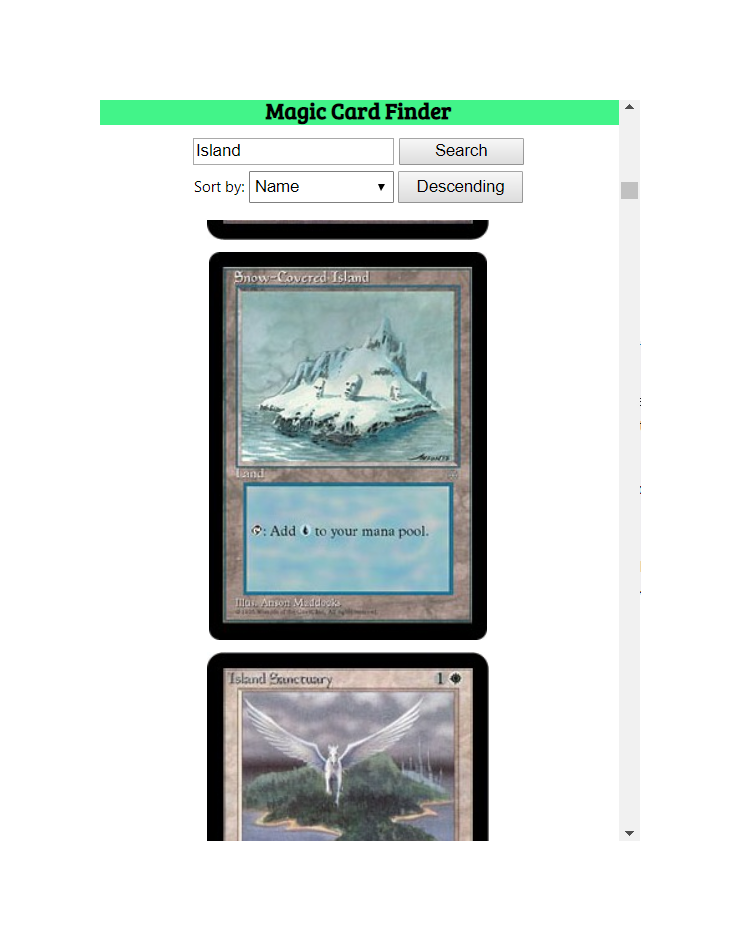 Magic Card Finder
Island
Search
Sort by:
Name
Descending
Snow-Covered Island
Land
: Add to your mana pool.
Illus. Anson Maddocks
Island Sanctuary
1